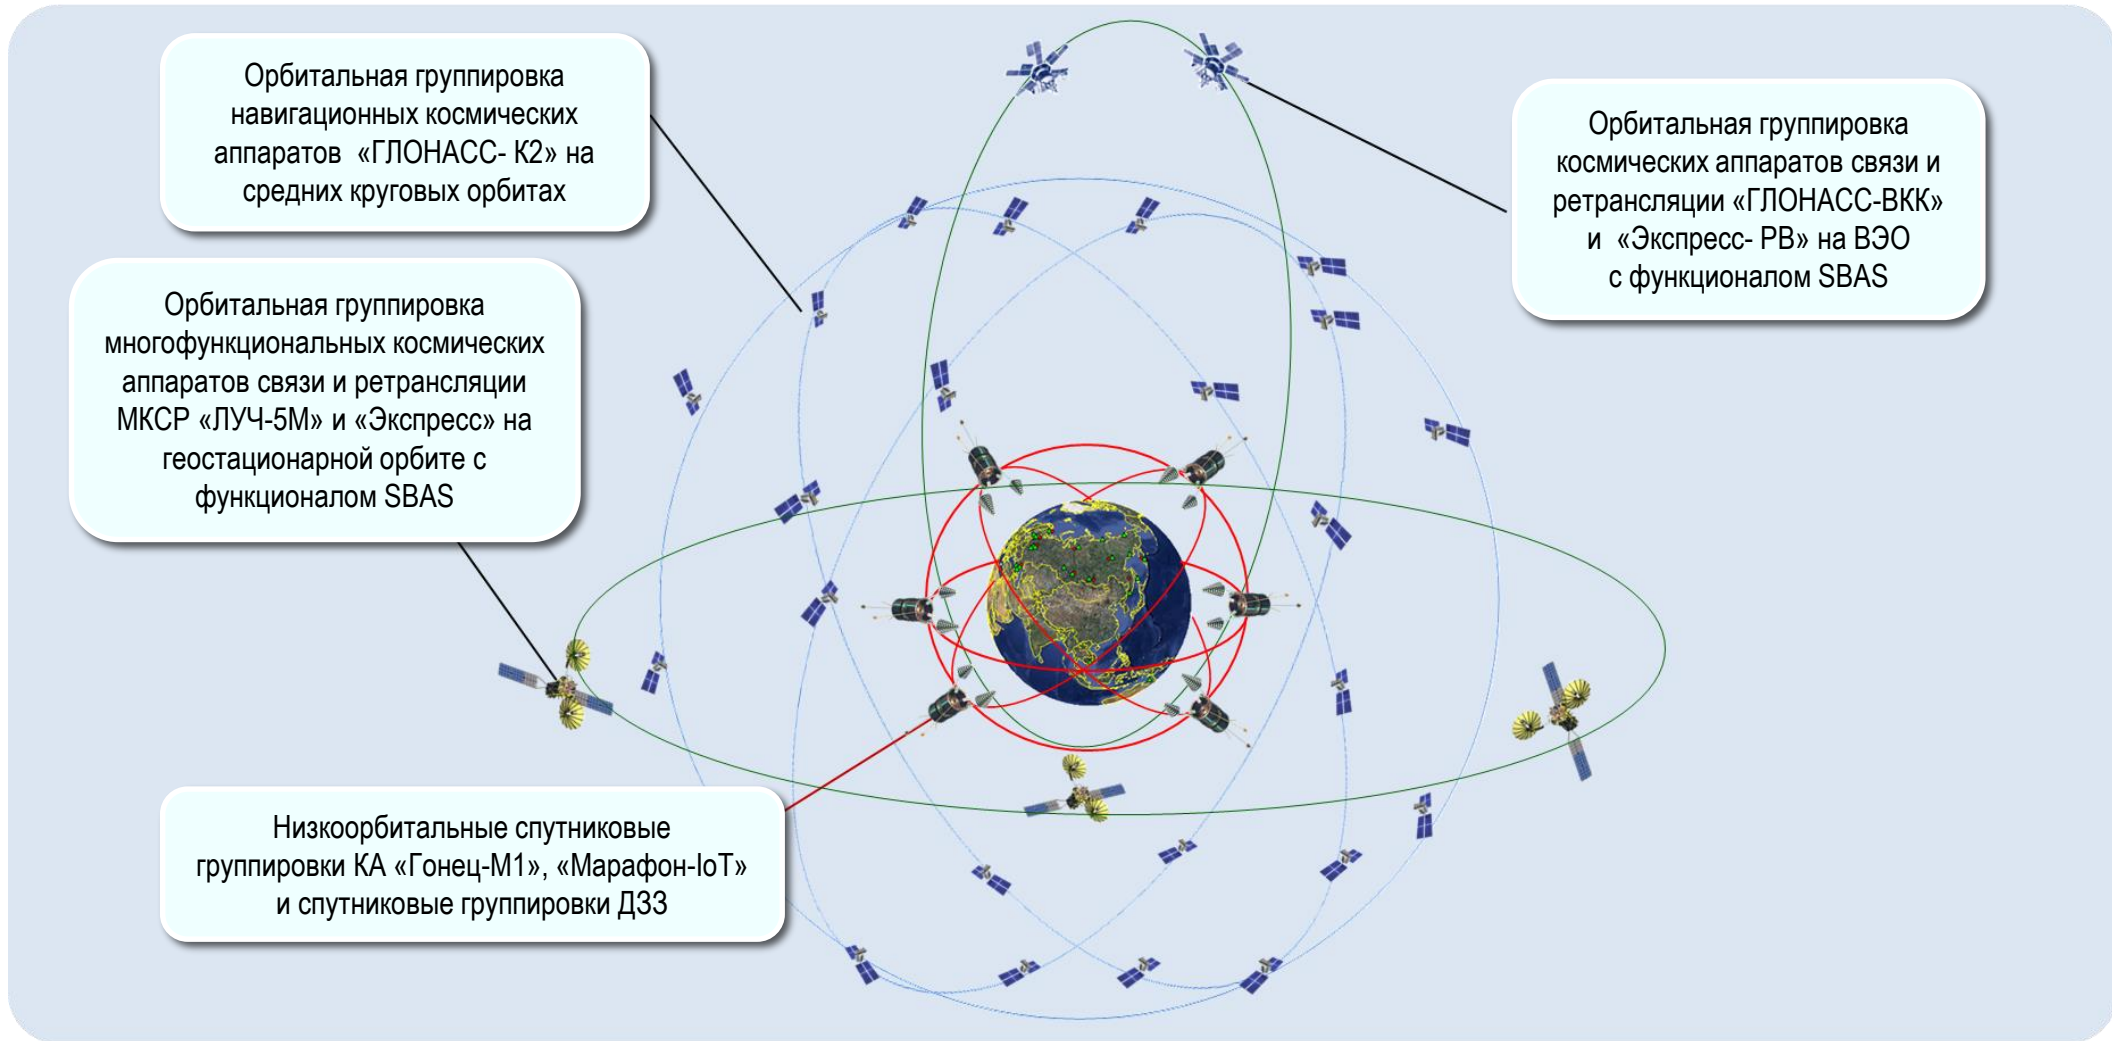 Орбитальная группировка
навигационных космических
аппаратов «ГЛОНАСС- К2» на
средних круговых орбитах
Орбитальная группировка
космических аппаратов связи и
ретрансляции «ГЛОНАСС-ВКК»
и «Экспресс- РВ» на ВЭО
с функционалом SBAS
Орбитальная группировка
многофункциональных космических
аппаратов связи и ретрансляции
МКСР «ЛУЧ-5М» и «Экспресс» на
геостационарной орбите с
функционалом SBAS
Низкоорбитальные спутниковые
группировки КА «Гонец-М1», «Марафон-IoT»
и спутниковые группировки ДЗЗ